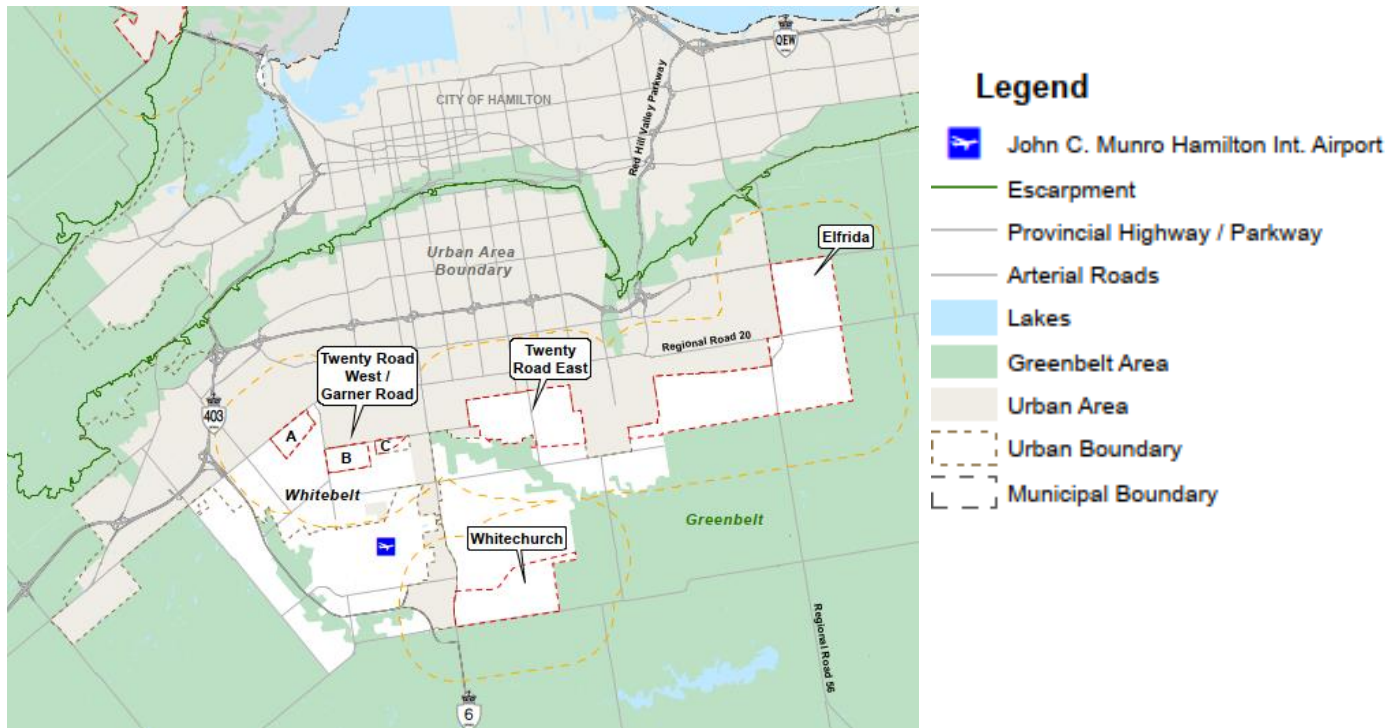 QEW
CITY OF HAMILTON
Red Hill Valley Parkway
Urban Area
Boundary
Elfrida
Regional Road 20
Twenty Road
West /
Garner Road
Twenty
Road East
403
A
B
C
Whitebelt
Greenbelt
Whitechurch
Regional Road 56
6
Legend
John C. Munro Hamilton Int. Airport
Escarpment
Provincial Highway / Parkway
Arterial Roads
Lakes
Greenbelt Area
Urban Area
Urban Boundary
Municipal Boundary